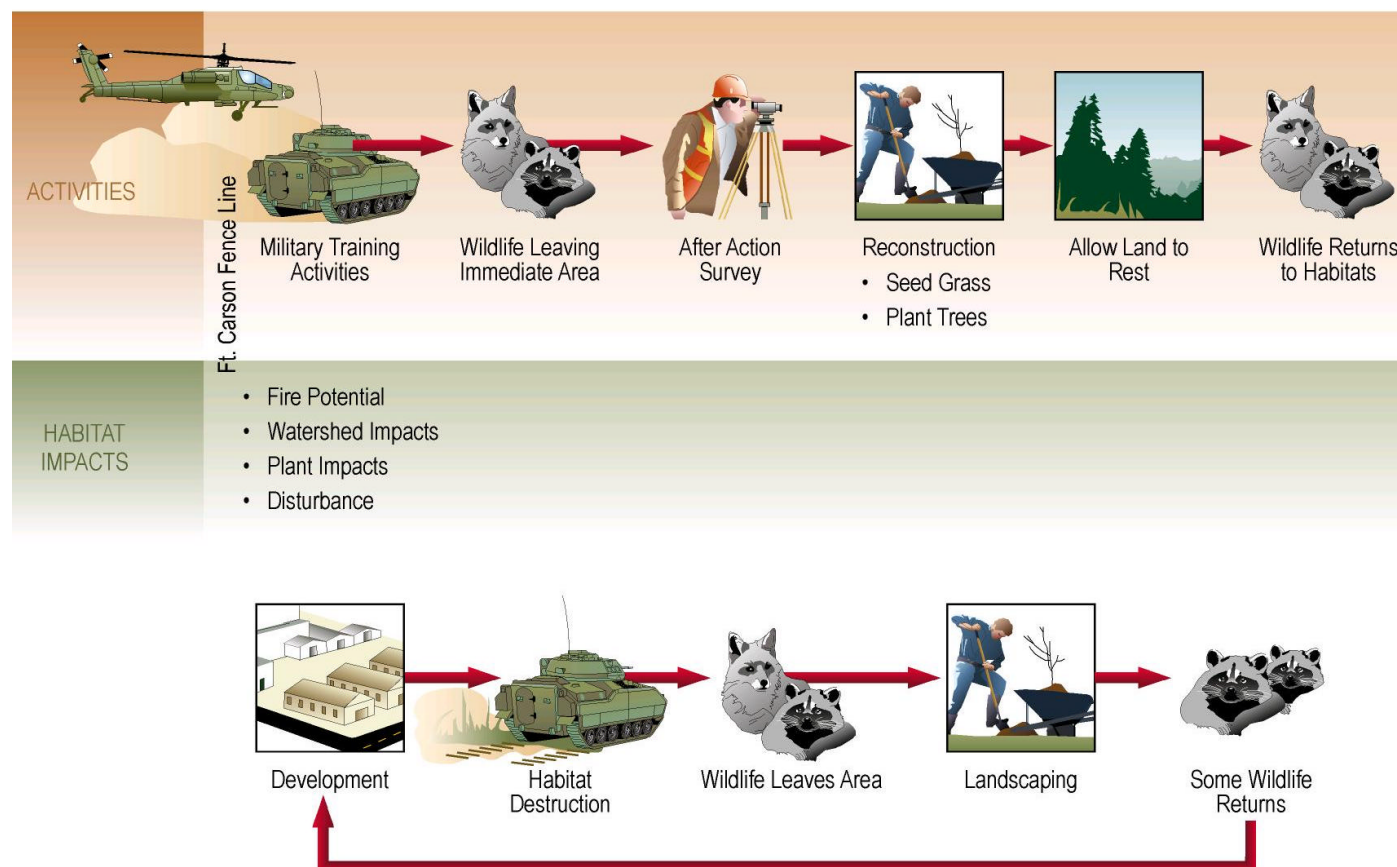 ACTIVITIES
Ft. Carson Fence Line
Military Training
Activities
Wildlife Leaving
Immediate Area
After Action
Survey
Reconstruction
• Seed Grass
• Plant Trees
Allow Land to
Rest
Wildlife Returns
to Habitats
HABITAT
IMPACTS
• Fire Potential
• Watershed Impacts
• Plant Impacts
• Disturbance
Development
Habitat
Destruction
Wildlife Leaves Area
Landscaping
Some Wildlife
Returns